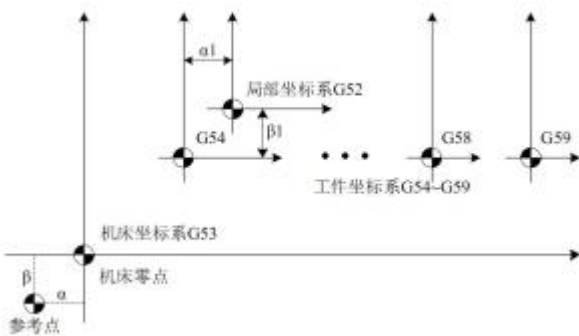 α1
局部坐标系G52
β1
G54
G58
G59
工件坐标系G54~G59
机床坐标系G53
机床零点
β
α
参考点